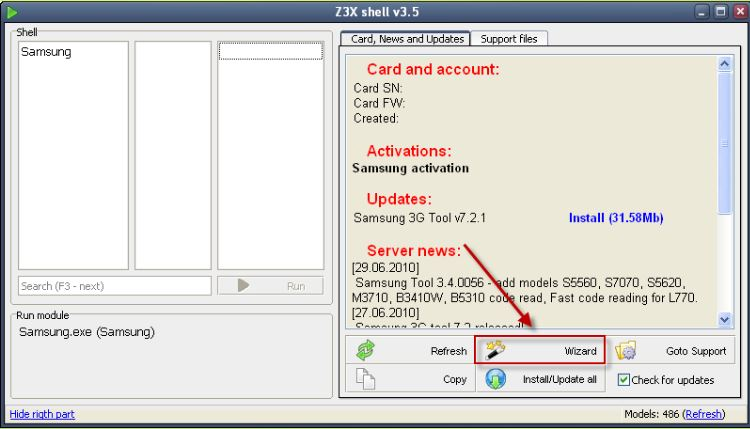 Z3X shell v3.5
Shell
Samsung
Search (F3 - next)
Run
Run module
Samsung.exe (Samsung)
Hide rigth part
Card, News and Updates
Support files
Card and account:
Card SN:
Card FW:
Created:
Activations:
Samsung activation
Updates:
Samsung 3G Tool v7.2.1 Install (31.58Mb)
Server news:
[29.06.2010]
Samsung Tool 3.4.0056 - add models S5560, S7070, S5620,
M3710, B3410W, B5310 code read, Fast code reading for L770.
[27.06.2010]
Samsung 3G tool 7.2 released!
Refresh
Wizard
Goto Support
Copy
Install/Update all
Check for updates
Models: 486 (Refresh)